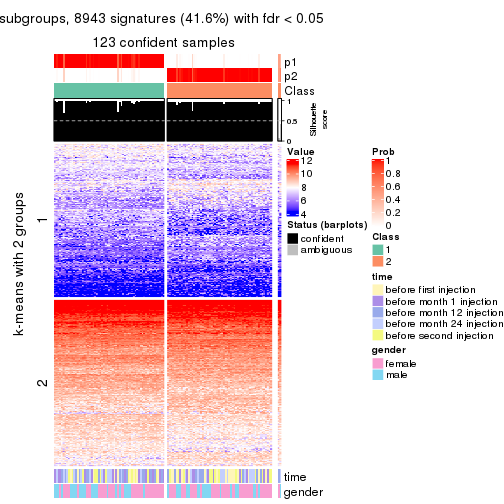 subgroups, 8943 signatures (41.6%) with fdr < 0.05
123 confident samples
p1
p2
Class
1
0.5
0
Silhouette
score
k-means with 2 groups
1
2
time
gender
Value
12
10
8
6
4
Status (barplots)
confident
ambiguous
Prob
1
0.8
0.6
0.4
0.2
0
Class
1
2
time
before first injection
before month 1 injection
before month 12 injection
before month 24 injection
before second injection
gender
female
male